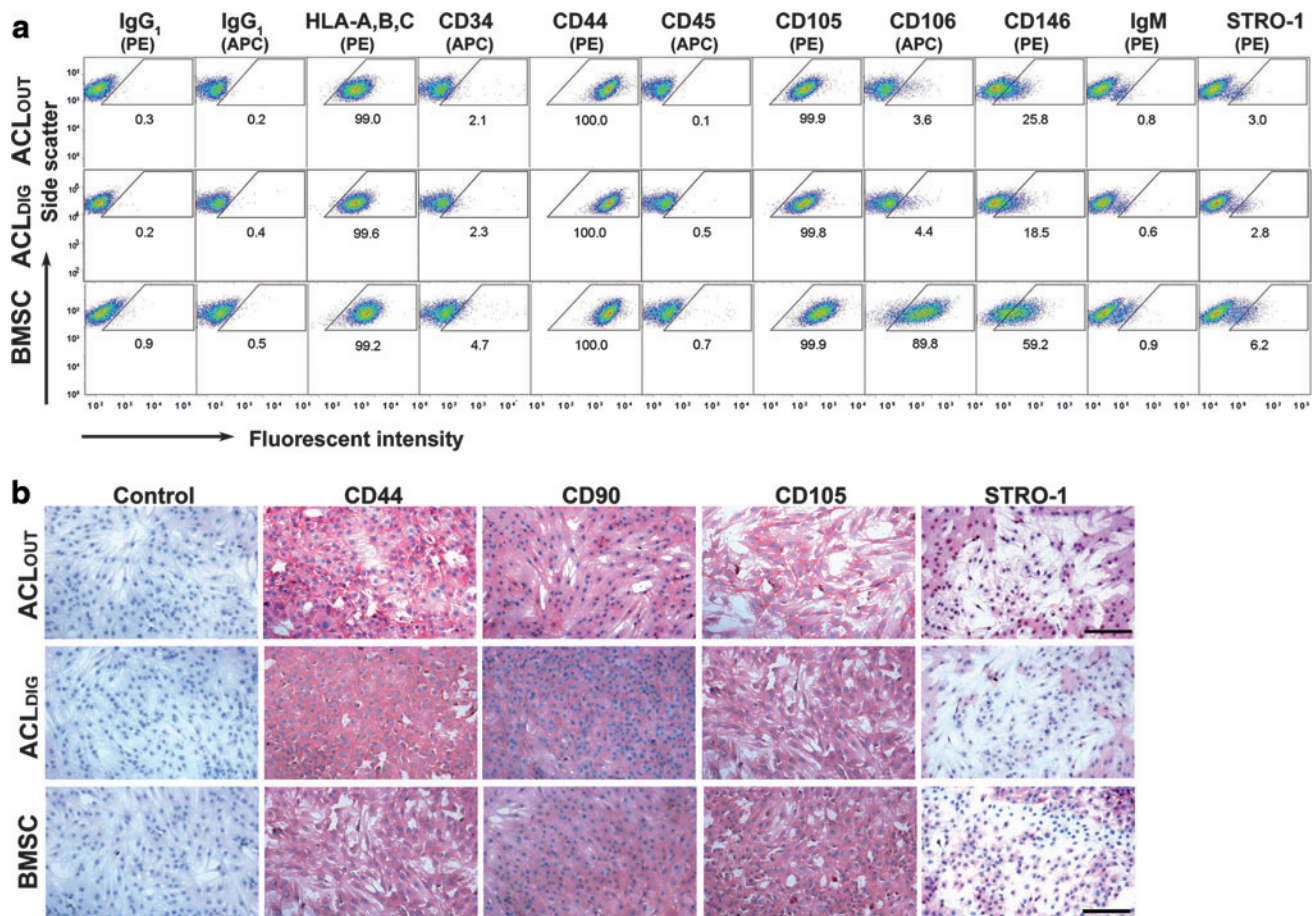 a
IgG1 IgG1 HLA-A,B,C CD34 CD44 CD45 CD105 CD106 CD146 IgM STRO-1
(PE) (APC) (PE) (APC) (PE) (APC) (PE) (APC) (PE) (PE) (PE)
ACLOUT
0.3 0.2 99.0 2.1 100.0 0.1 99.9 3.6 25.8 0.8 3.0
Side scatter
ACLDIG
0.2 0.4 99.6 2.3 100.0 0.5 99.8 4.4 18.5 0.6 2.8
BMSC
0.9 0.5 99.2 4.7 100.0 0.7 99.9 89.8 59.2 0.9 6.2
Fluorescent intensity
b
Control CD44 CD90 CD105 STRO-1
ACLOUT
ACLDIG
BMSC